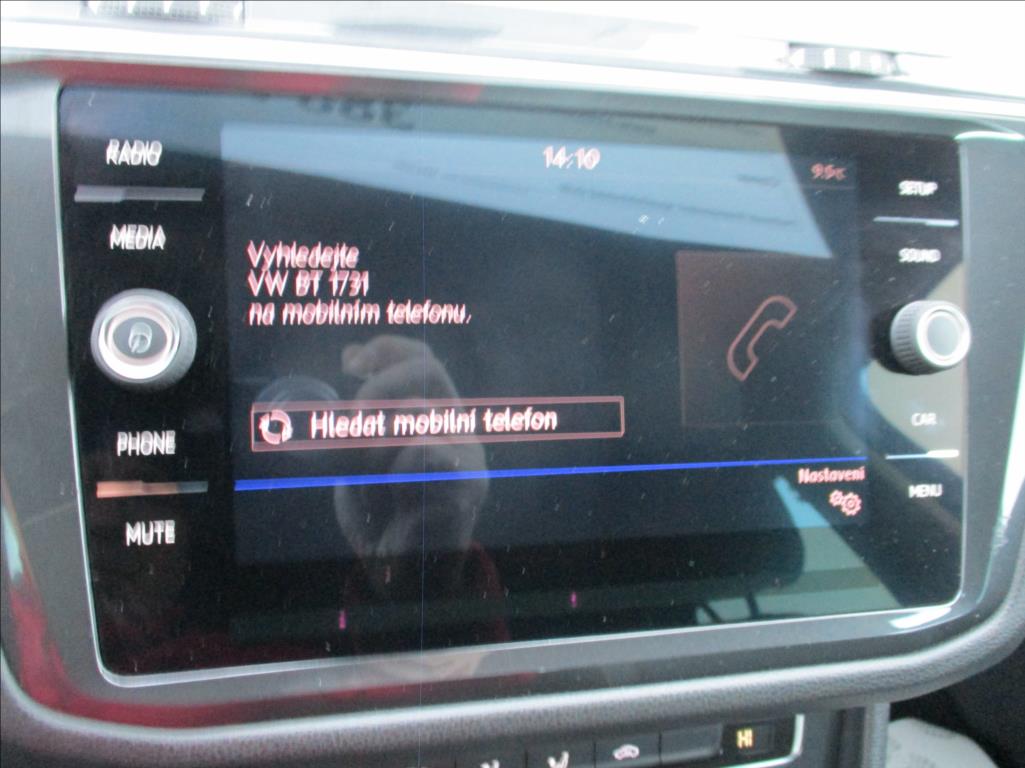 RADIO
14:10
SETUP
MEDIA
SOUND
Vyhledejte
VW BT 1731
na mobilním telefonu.
Hledat mobilní telefon
CAR
PHONE
Nastavení
MENU
MUTE
HI